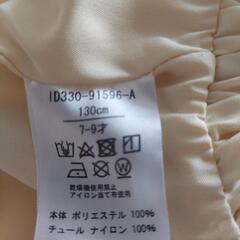 ID330-91596-A
130cm
7-9才
乾燥機使用不可
アイロン当て布使用
本体 ポリエステル 100%
チュール ナイロン 100%